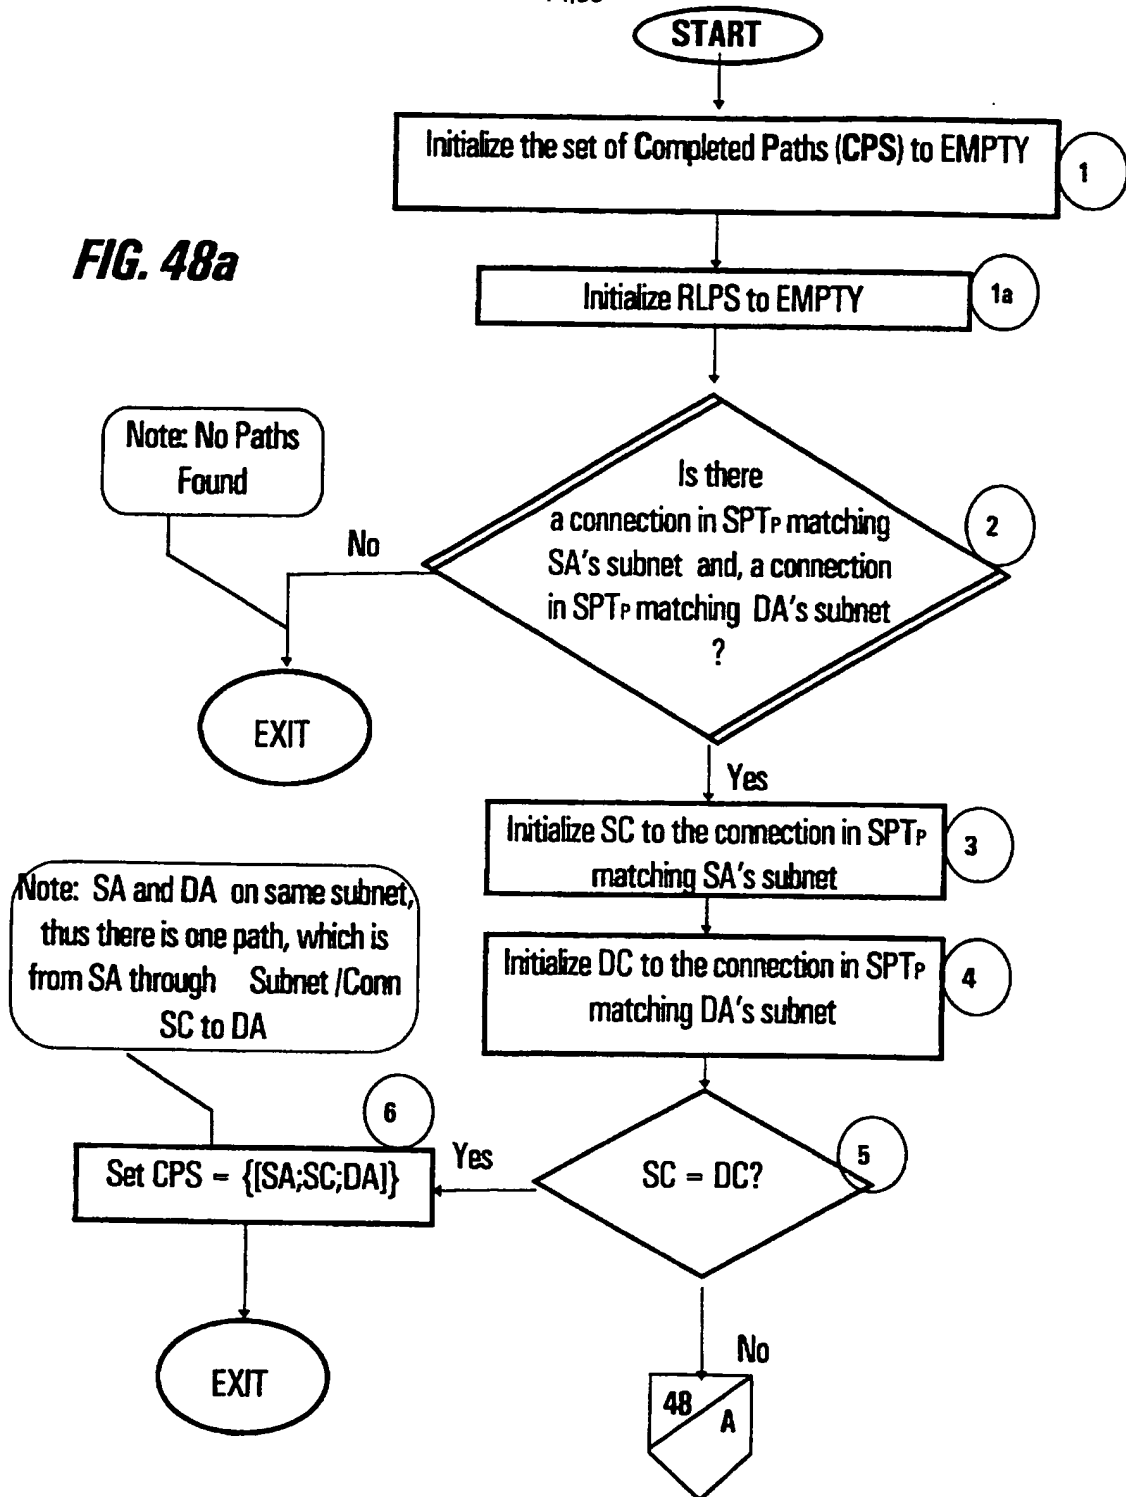 START
Initialize the set of Completed Paths (CPS) to EMPTY
1
FIG. 48a
Initialize RLPS to EMPTY
1a
Note: No Paths
Found
Is there
a connection in SPTP matching
SA's subnet and, a connection
in SPTP matching DA's subnet
?
2
No
EXIT
Yes
Initialize SC to the connection in SPTP
matching SA's subnet
3
Note: SA and DA on same subnet,
thus there is one path, which is
from SA through Subnet /Conn
SC to DA
Initialize DC to the connection in SPTP
matching DA's subnet
4
6
Set CPS = {[SA;SC;DA]}
Yes
SC = DC?
5
EXIT
No
48
A